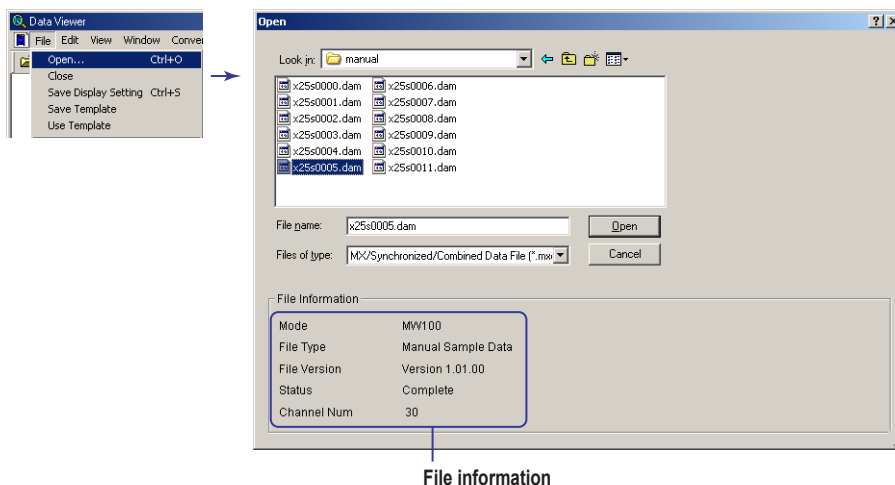 Data Viewer
File Edit View Window Conver
Open... Ctrl+O
Close
Save Display Setting Ctrl+S
Save Template
Use Template
Open
Look in: manual
x25s0000.dam x25s0006.dam
x25s0001.dam x25s0007.dam
x25s0002.dam x25s0008.dam
x25s0003.dam x25s0009.dam
x25s0004.dam x25s0010.dam
x25s0005.dam x25s0011.dam
File name: x25s0005.dam Open
Files of type: MX/Synchronized/Combined Data File (*.mx Cancel
File Information
Mode MW100
File Type Manual Sample Data
File Version Version 1.01.00
Status Complete
Channel Num 30
File information